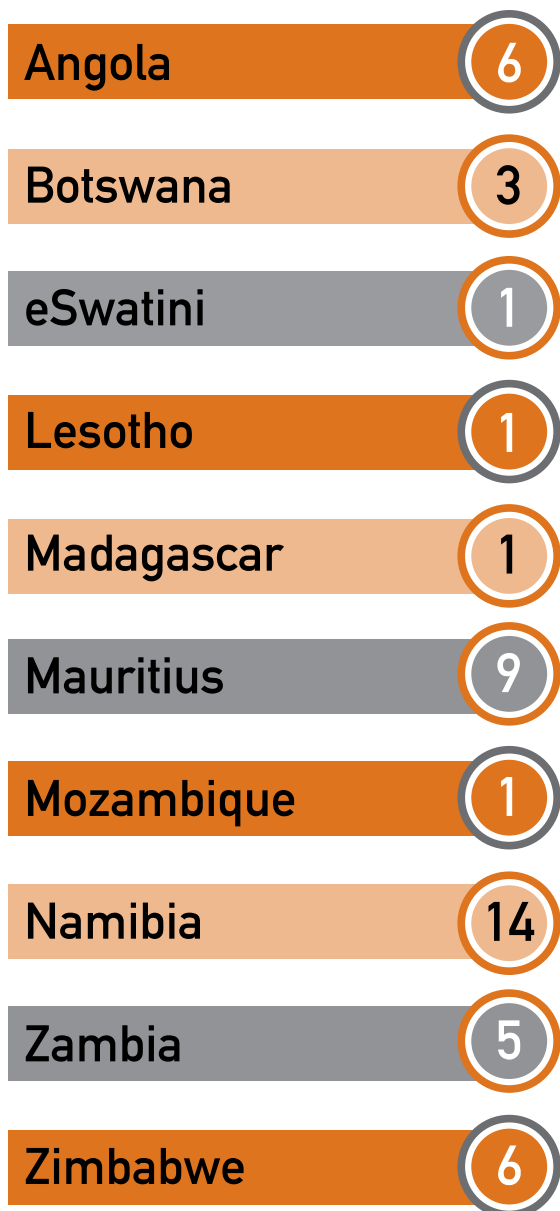 Angola 6
Botswana 3
eSwatini 1
Lesotho 1
Madagascar 1
Mauritius 9
Mozambique 1
Namibia 14
Zambia 5
Zimbabwe 6